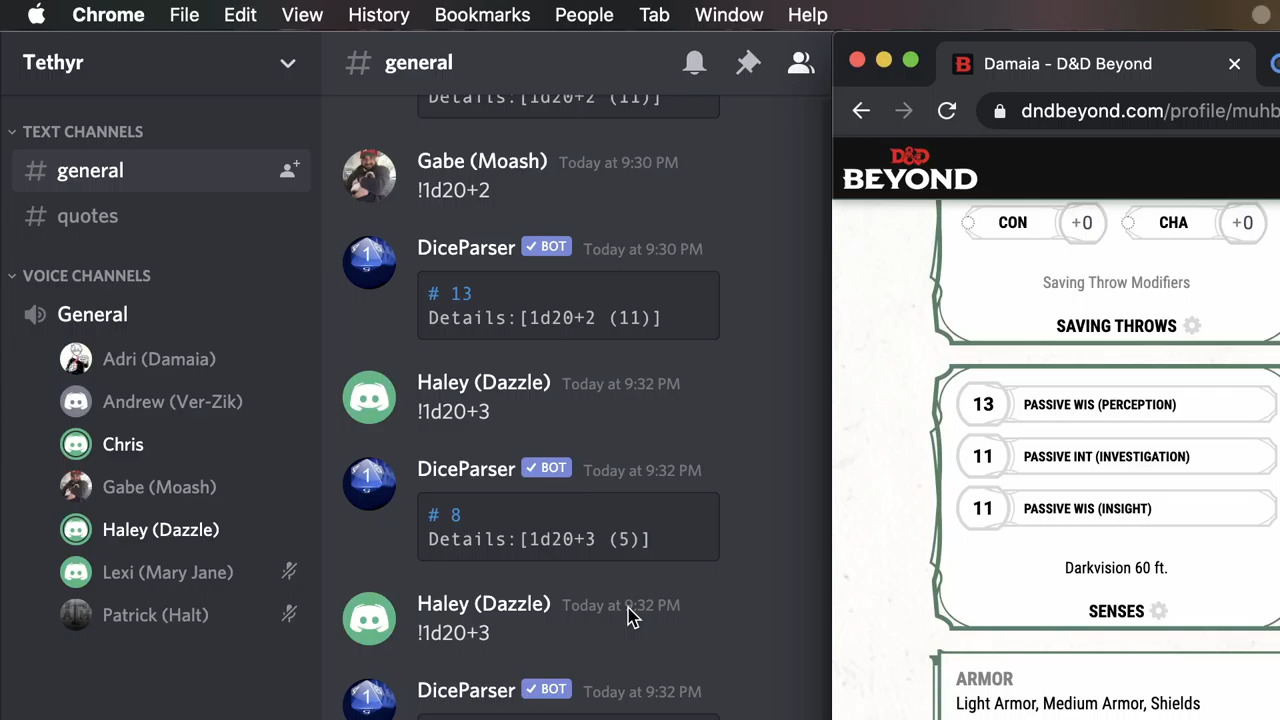 Chrome File Edit View History Bookmarks People Tab Window Help
Tethyr
TEXT CHANNELS
# general
# quotes
VOICE CHANNELS
General
Adri (Damaia)
Andrew (Ver-Zik)
Chris
Gabe (Moash)
Haley (Dazzle)
Lexi (Mary Jane)
Patrick (Halt)
# general
Details:[1d20+2 (11)]
Gabe (Moash) Today at 9:30 PM
!1d20+2
DiceParser ✓ BOT Today at 9:30 PM
# 13
Details:[1d20+2 (11)]
Haley (Dazzle) Today at 9:32 PM
!1d20+3
DiceParser ✓ BOT Today at 9:32 PM
# 8
Details:[1d20+3 (5)]
Haley (Dazzle) Today at 9:32 PM
!1d20+3
DiceParser ✓ BOT Today at 9:32 PM
B Damaia - D&D Beyond
dndbeyond.com/profile/muhb
D&D
BEYOND
CON +0 CHA +0
Saving Throw Modifiers
SAVING THROWS
13 PASSIVE WIS (PERCEPTION)
11 PASSIVE INT (INVESTIGATION)
11 PASSIVE WIS (INSIGHT)
Darkvision 60 ft.
SENSES
ARMOR
Light Armor, Medium Armor, Shields